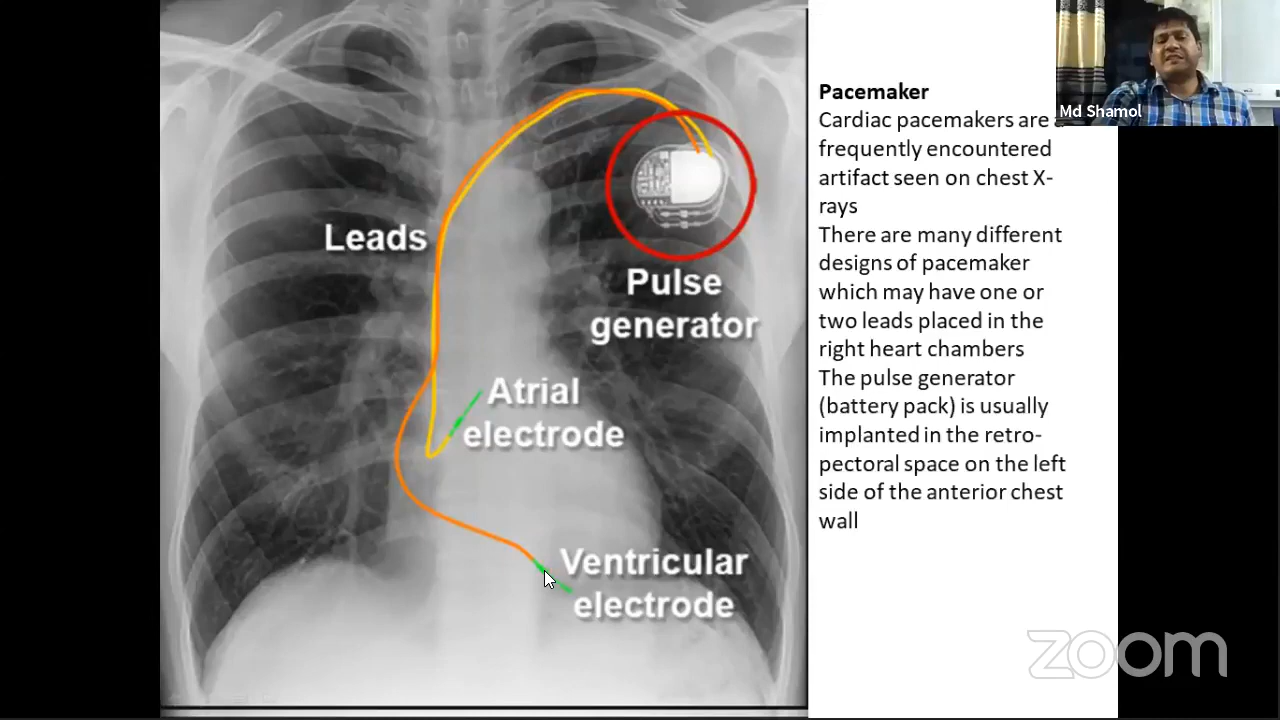 Leads
Pulse
generator
Atrial
electrode
Ventricular
electrode
Pacemaker
Cardiac pacemakers are a
frequently encountered
artifact seen on chest X-
rays
There are many different
designs of pacemaker
which may have one or
two leads placed in the
right heart chambers
The pulse generator
(battery pack) is usually
implanted in the retro-
pectoral space on the left
side of the anterior chest
wall
Md Shamol
zoom